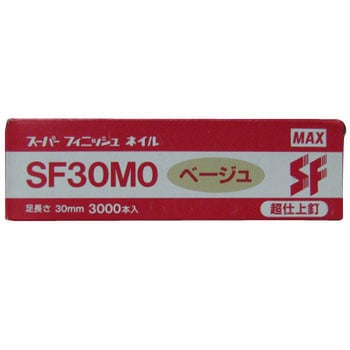 スーパー フィニッシュ ネイル
MAX
SF30MO
ベージュ
SF
足長さ 30mm 3000本入
超仕上釘